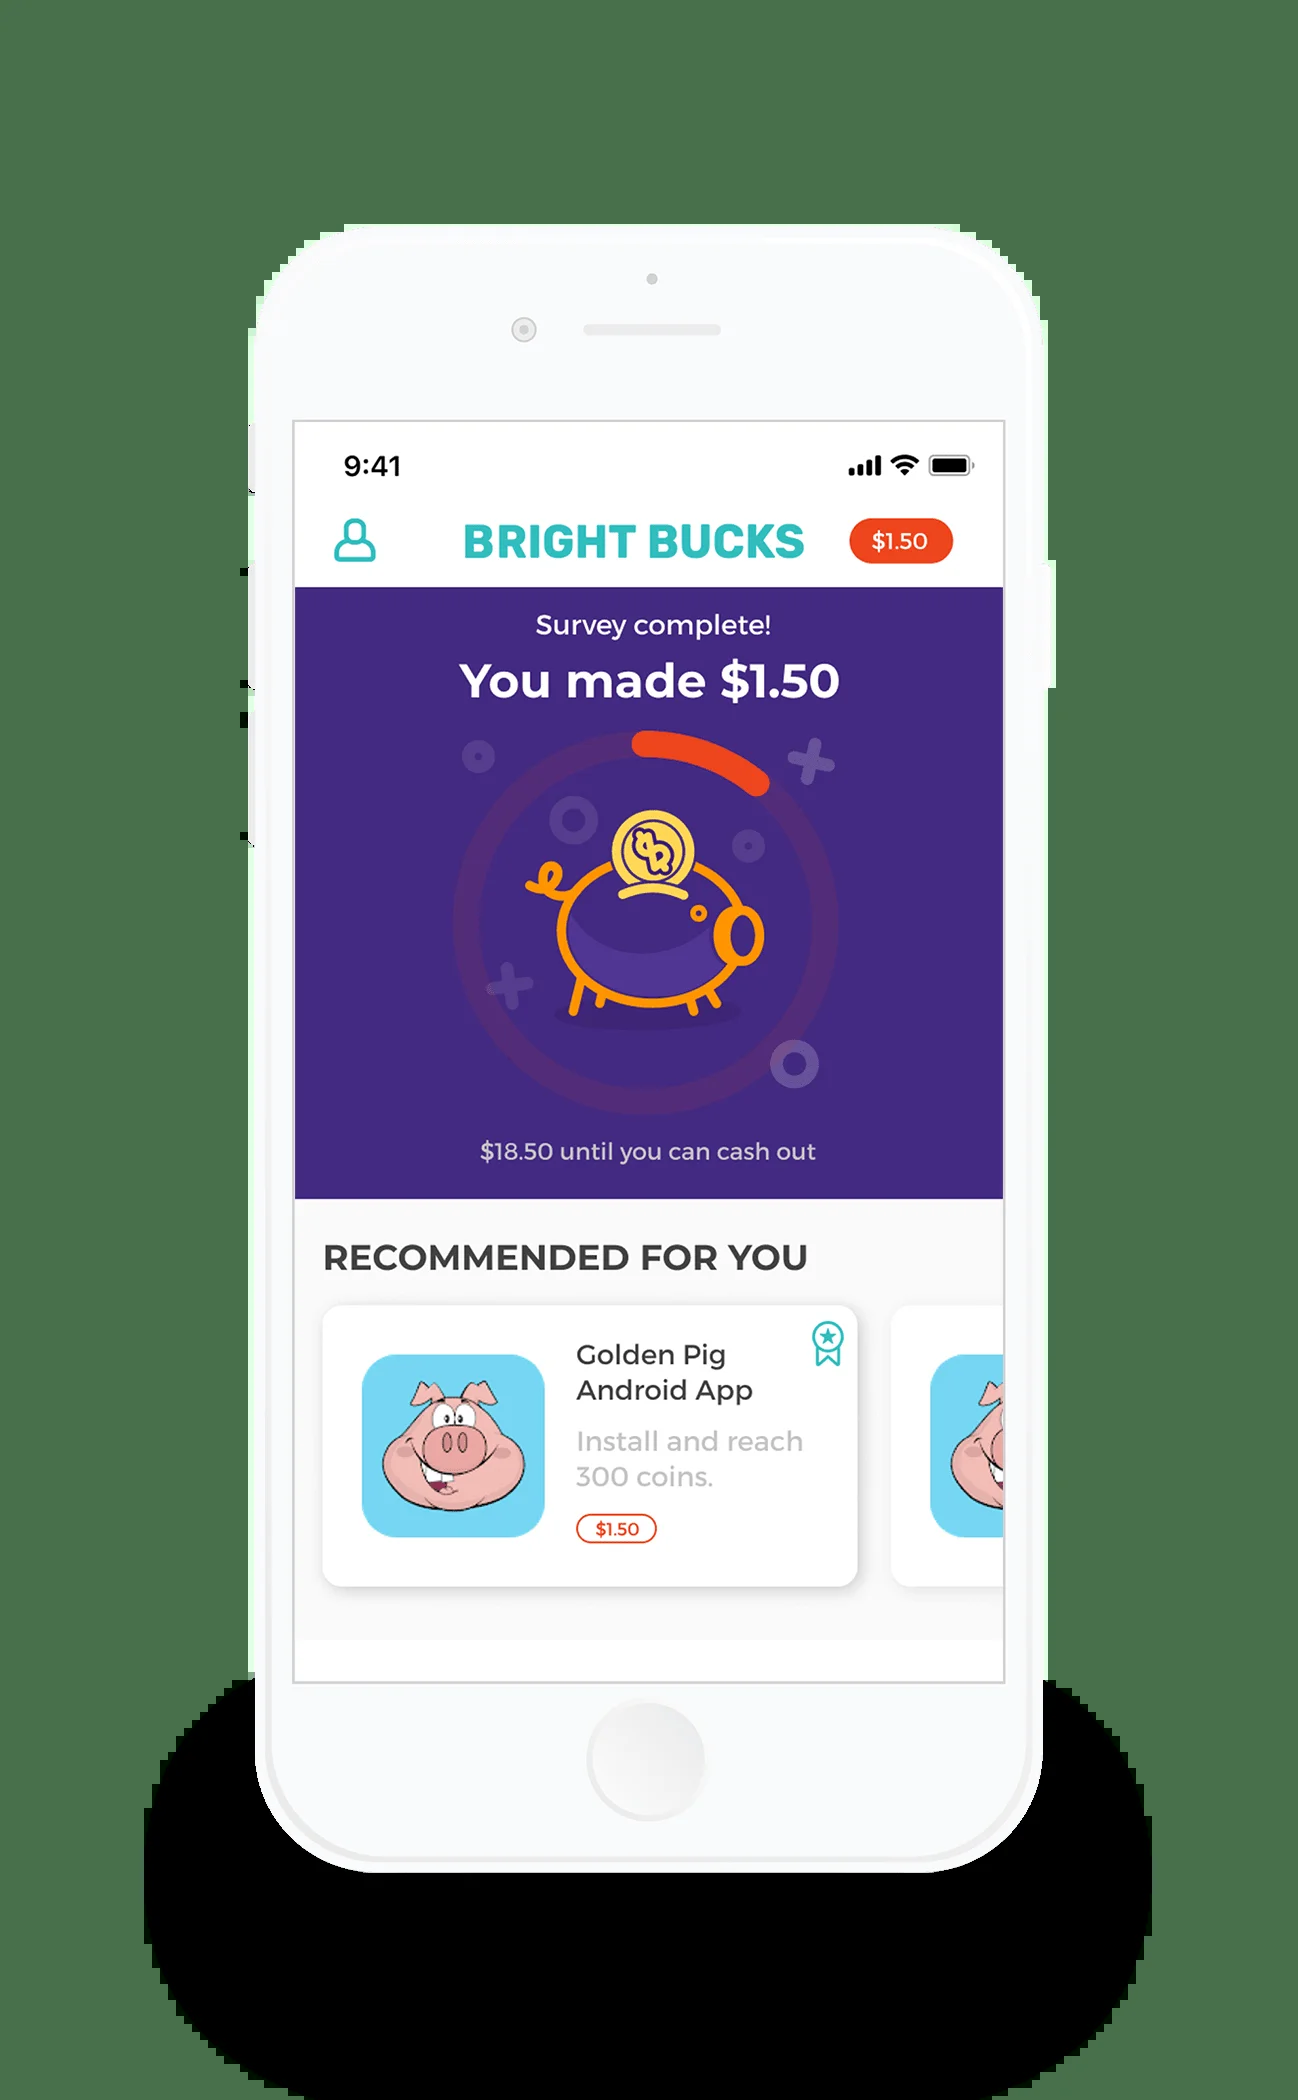 9:41
BRIGHT BUCKS
$1.50
Survey complete!
You made $1.50
$18.50 until you can cash out
RECOMMENDED FOR YOU
Golden Pig
Android App
Install and reach
300 coins.
$1.50